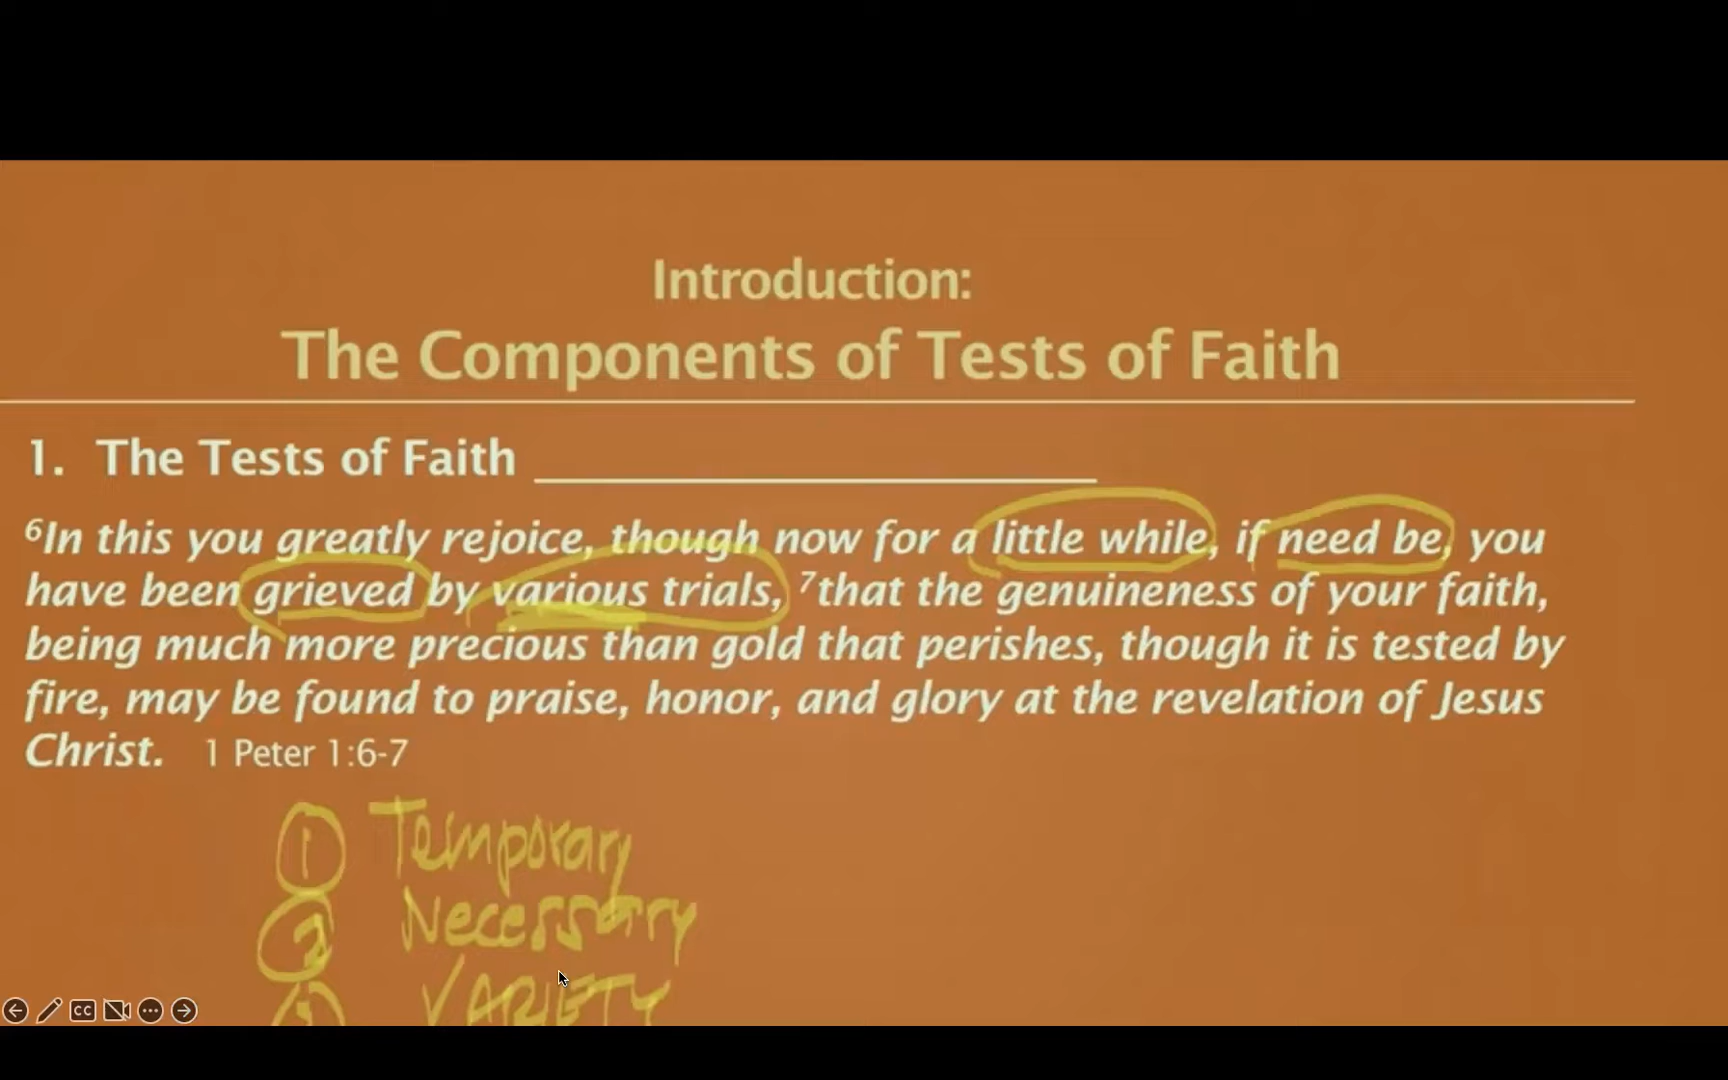 Introduction:
The Components of Tests of Faith
1. The Tests of Faith
6In this you greatly rejoice, though now for a little while, if need be, you
have been grieved by various trials, 7that the genuineness of your faith,
being much more precious than gold that perishes, though it is tested by
fire, may be found to praise, honor, and glory at the revelation of Jesus
Christ. 1 Peter 1:6-7
1 Temporary
2 Necessary
VARIETY
CC